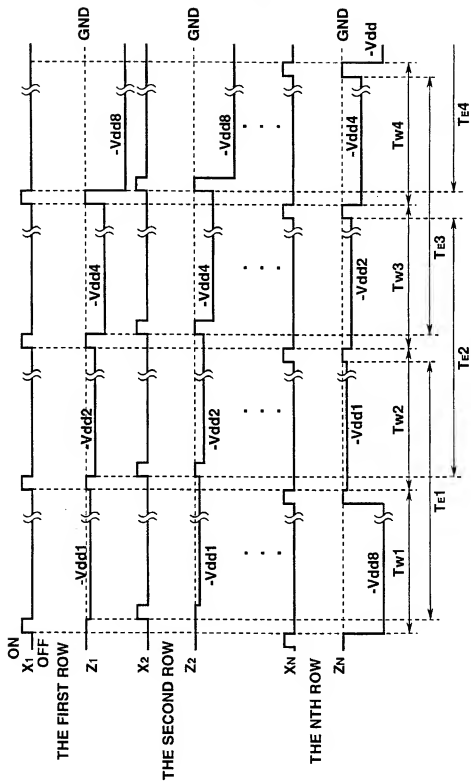 ON
OFF
X1
THE FIRST ROW
Z1
-Vdd1
-Vdd2
-Vdd4
-Vdd8
GND
X2
THE SECOND ROW
Z2
-Vdd1
-Vdd2
-Vdd4
-Vdd8
GND
. . .
. . .
. . .
. . .
XN
THE NTH ROW
ZN
-Vdd8
-Vdd1
-Vdd2
-Vdd4
-Vdd
GND
Tw1
Tw2
Tw3
Tw4
TE1
TE3
TE2
TE4